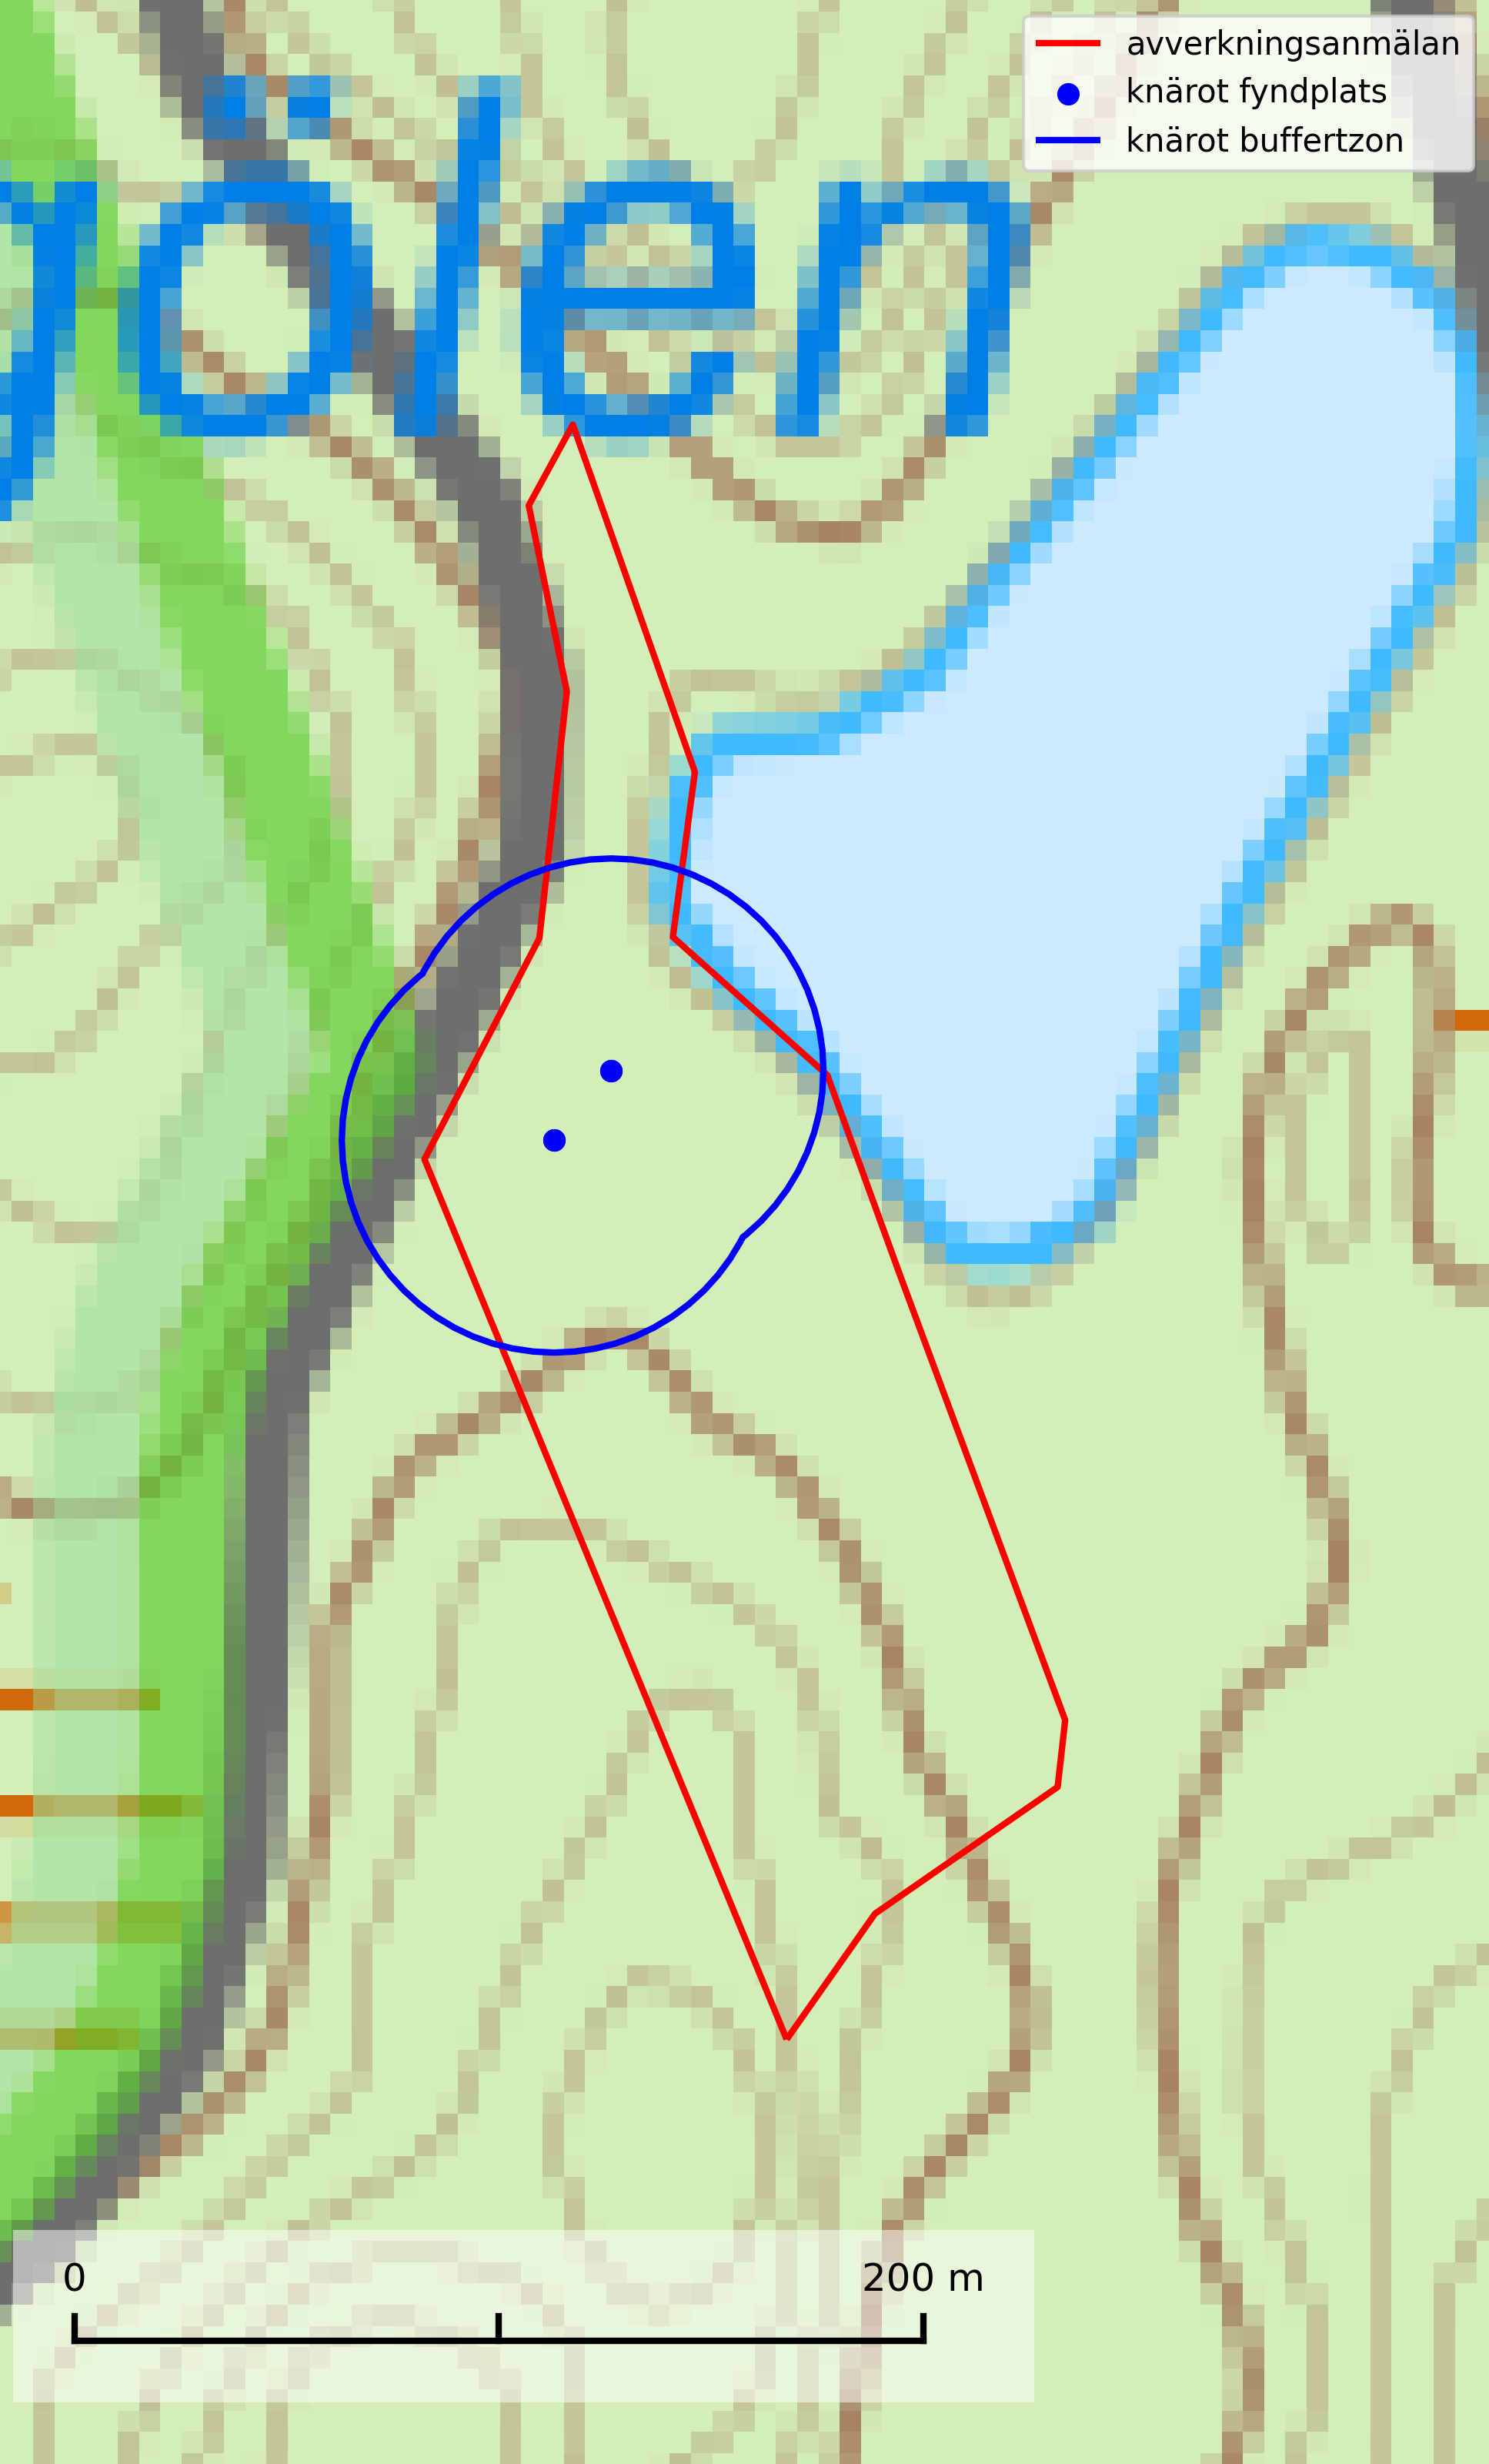 avverkningsanmälan
knärot fyndplats
knärot buffertzon
0 200 m